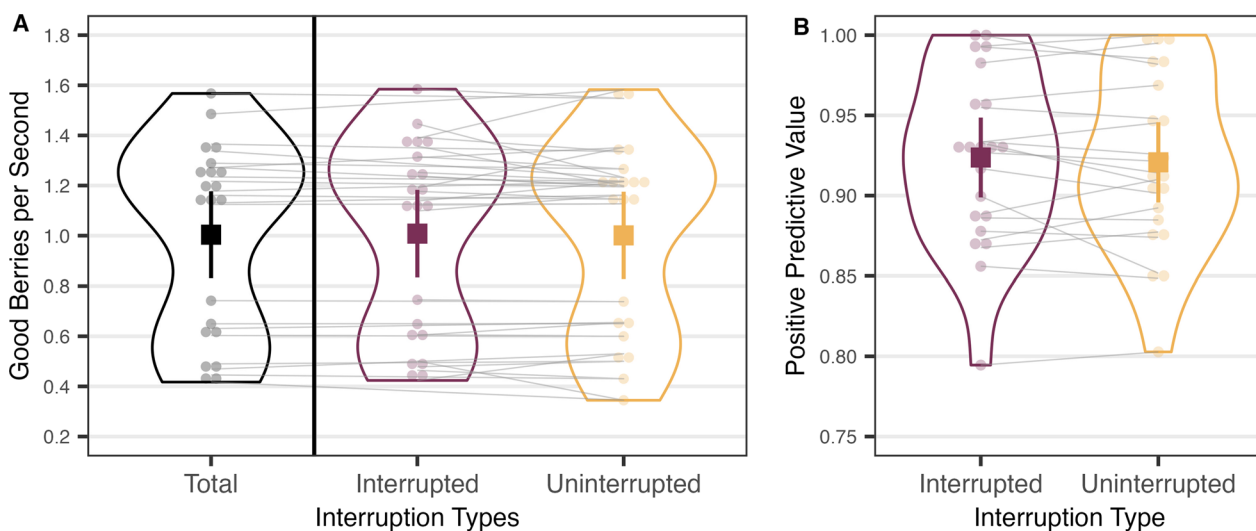 A
Good Berries per Second
1.8
1.6
1.4
1.2
1.0
0.8
0.6
0.4
0.2
Total
Interrupted
Uninterrupted
Interruption Types
B
Positive Predictive Value
1.00
0.95
0.90
0.85
0.80
0.75
Interrupted
Uninterrupted
Interruption Type